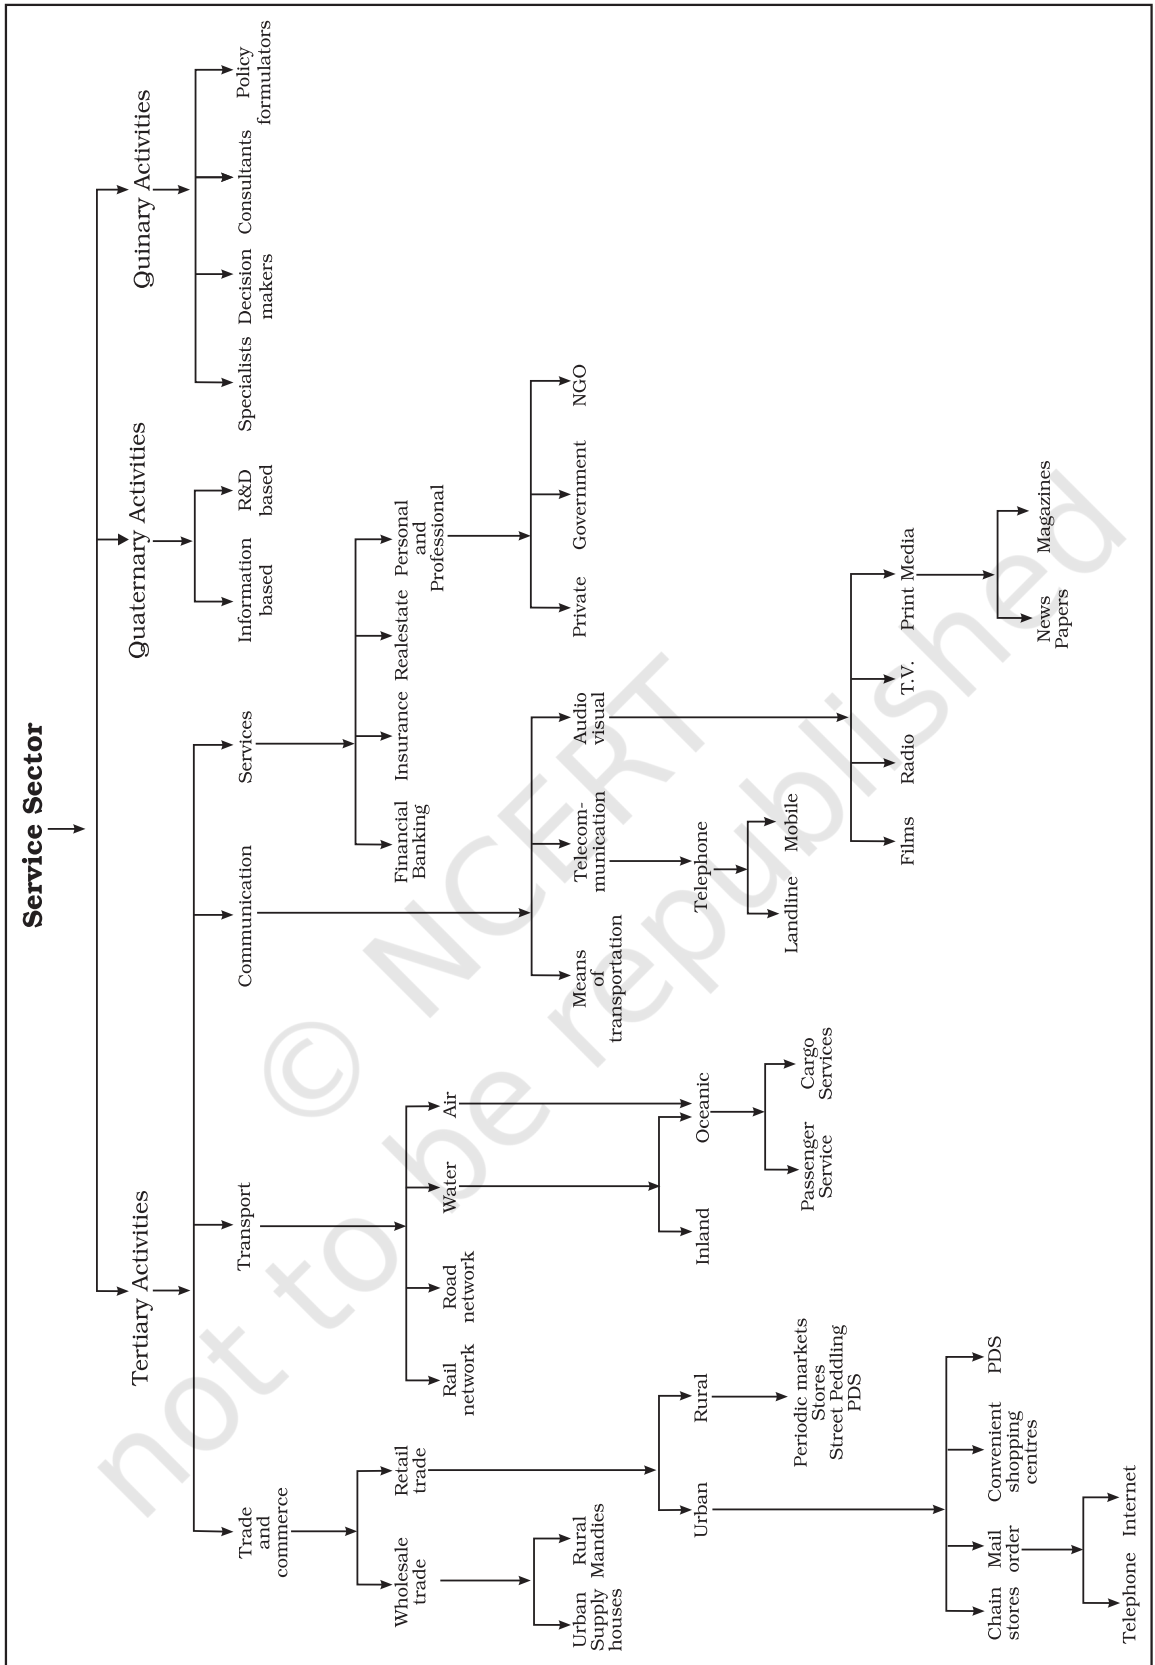 Service Sector
Tertiary Activities
Quaternary Activities
Quinary Activities
Trade
and
commerce
Transport
Communication
Services
Information
based
R&D
based
Specialists
Decision
makers
Consultants
Policy
formulators
Wholesale
trade
Retail
trade
Rail
network
Road
network
Water
Air
Financial
Banking
Insurance
Realestate
Personal
and
Professional
Urban
Supply
houses
Rural
Mandies
Means
of
transportation
Telecom-
munication
Audio
visual
Private
Government
NGO
Urban
Rural
Inland
Oceanic
Telephone
Periodic markets
Stores
Street Peddling
PDS
Passenger
Service
Cargo
Services
Landline
Mobile
Films
Radio
T.V.
Print Media
Chain
stores
Mail
order
Convenient
shopping
centres
PDS
News
Papers
Magazines
Telephone
Internet
© NCERT
not to be republished